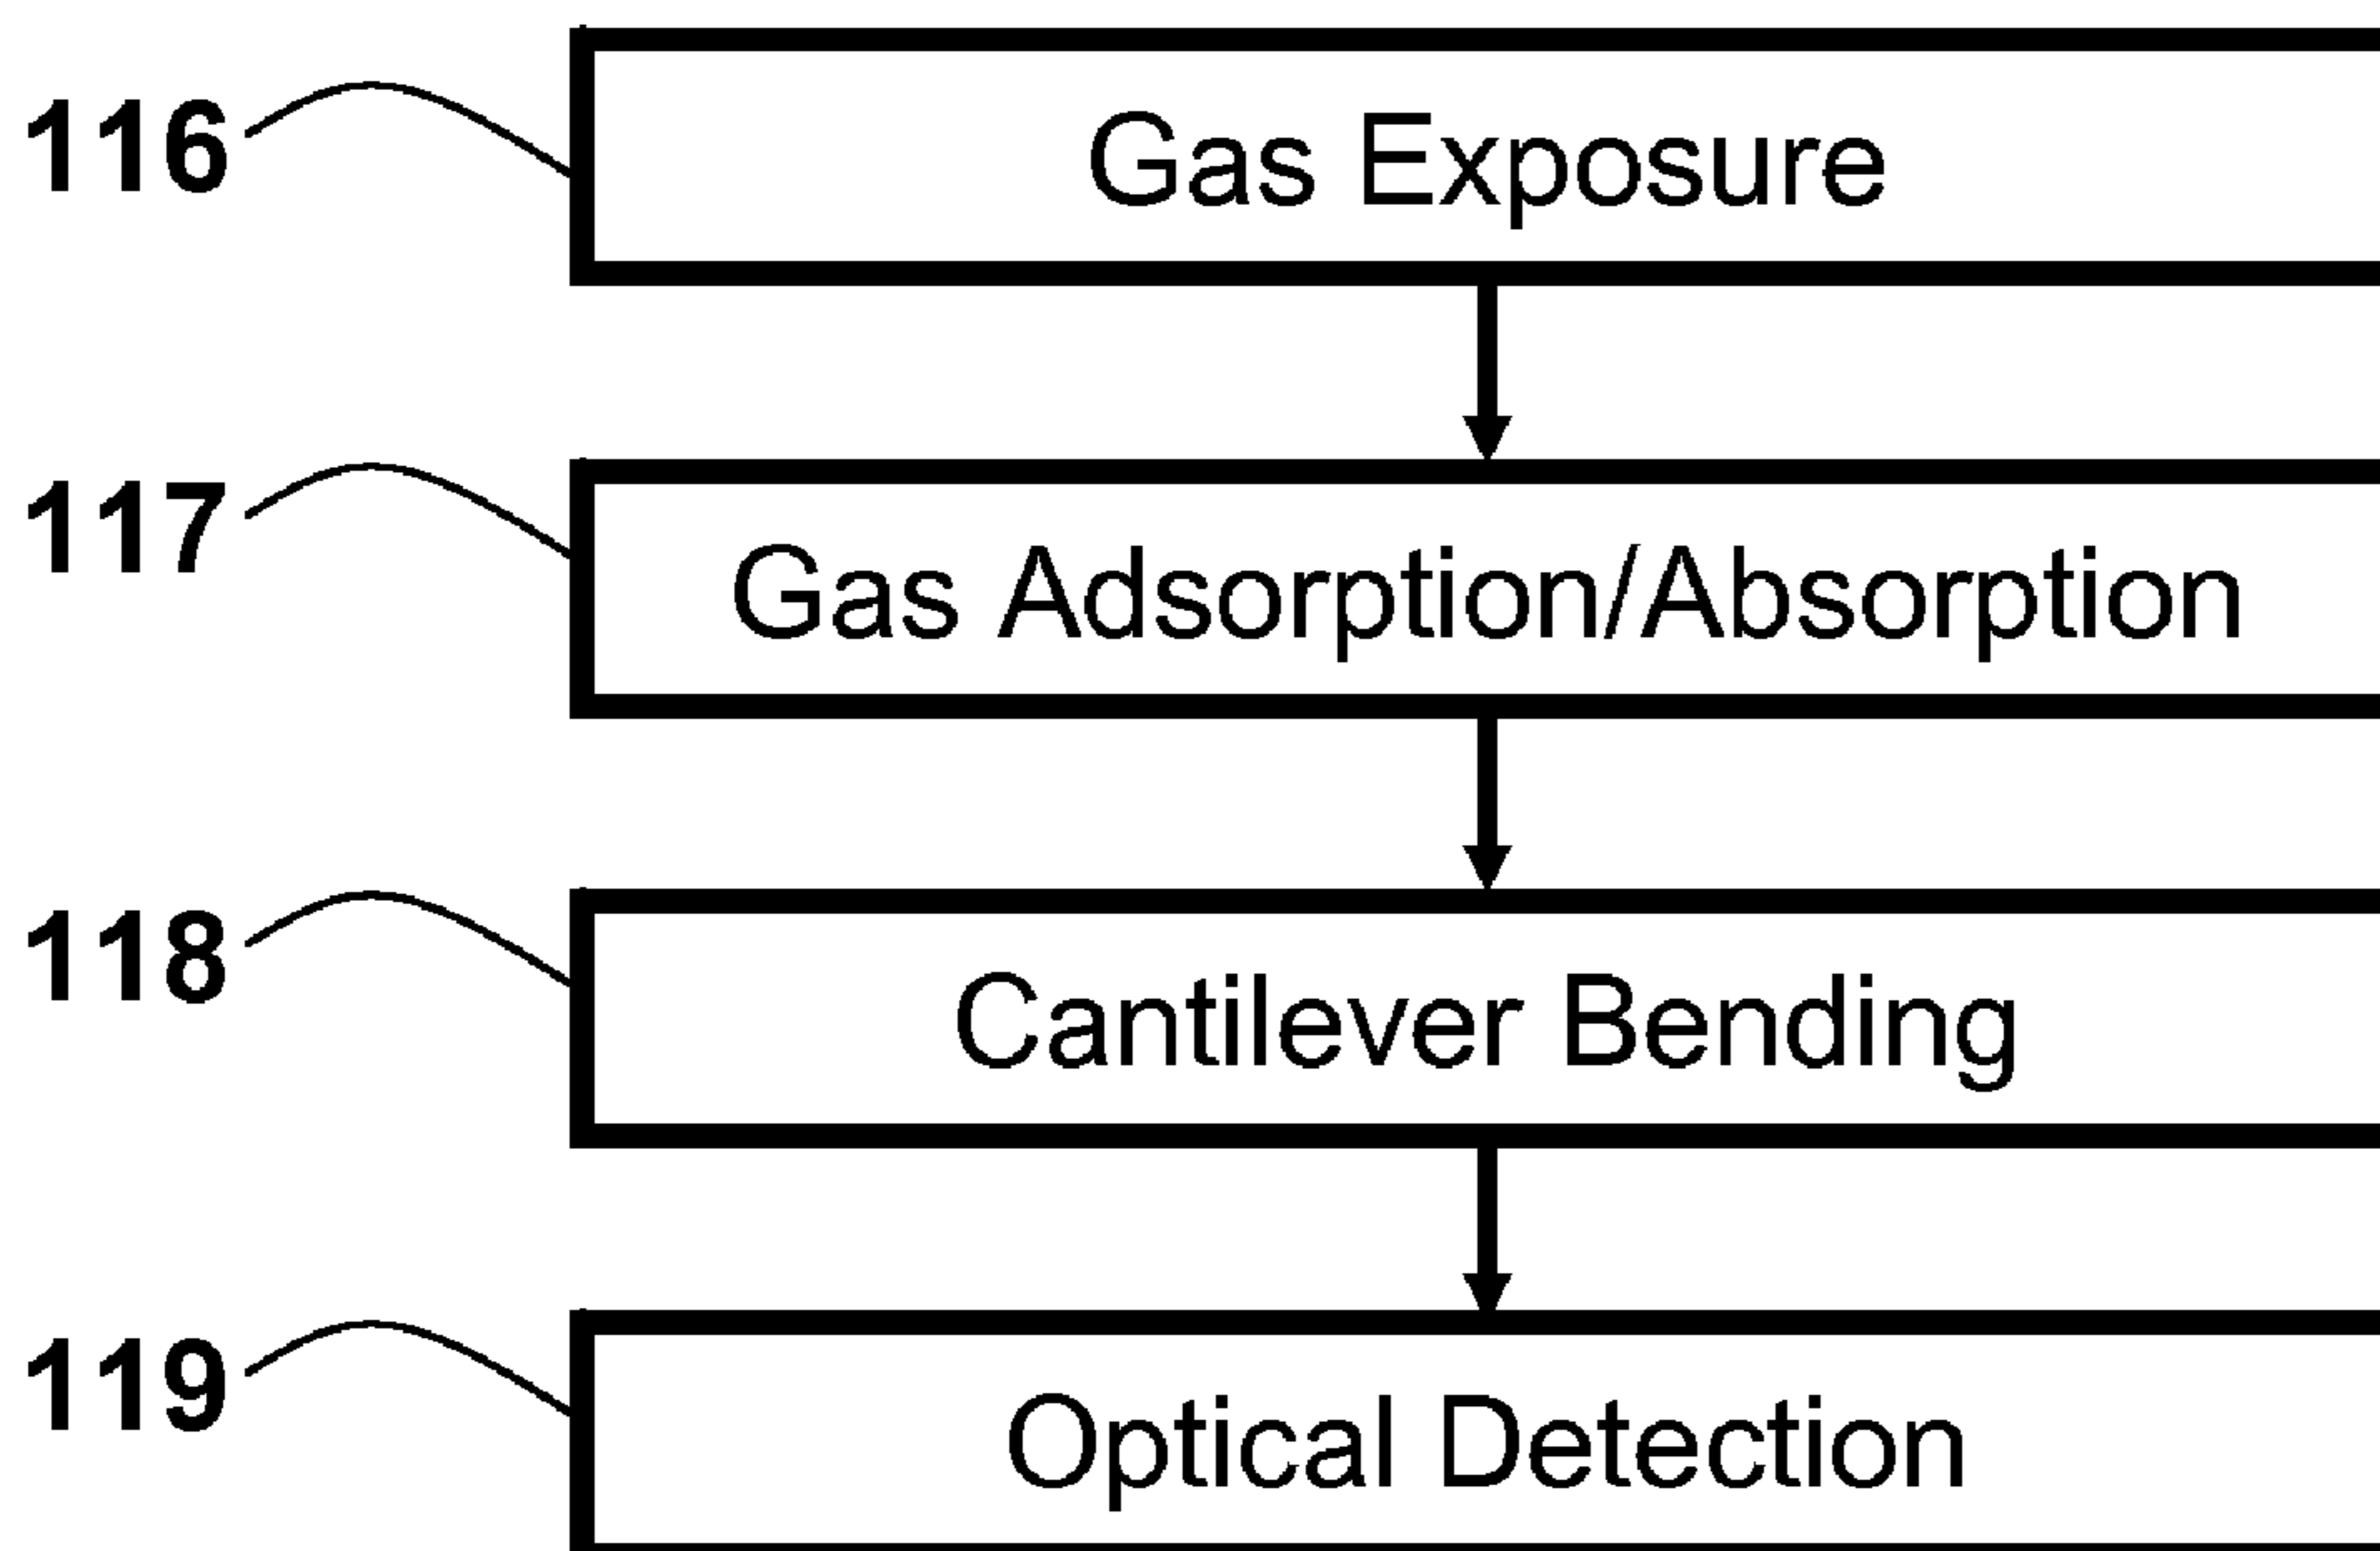 116 Gas Exposure
117 Gas Adsorption/Absorption
118 Cantilever Bending
119 Optical Detection